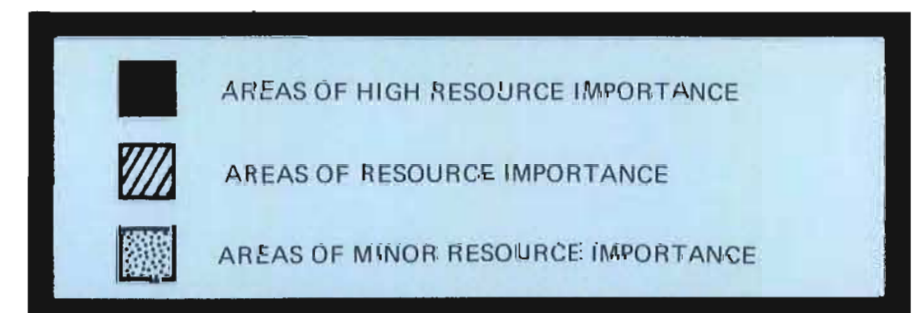 AREAS OF HIGH RESOURCE IMPORTANCE
AREAS OF RESOURCE IMPORTANCE
AREAS OF MINOR RESOURCE IMPORTANCE